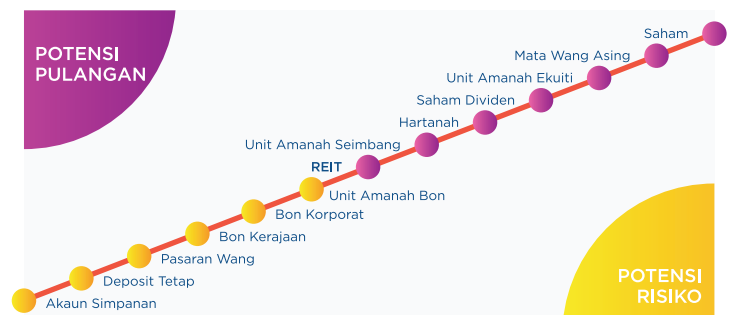 POTENSI
PULANGAN
Saham
Mata Wang Asing
Unit Amanah Ekuiti
Saham Dividen
Hartanah
Unit Amanah Seimbang
REIT
Unit Amanah Bon
Bon Korporat
Bon Kerajaan
Pasaran Wang
Deposit Tetap
Akaun Simpanan
POTENSI
RISIKO